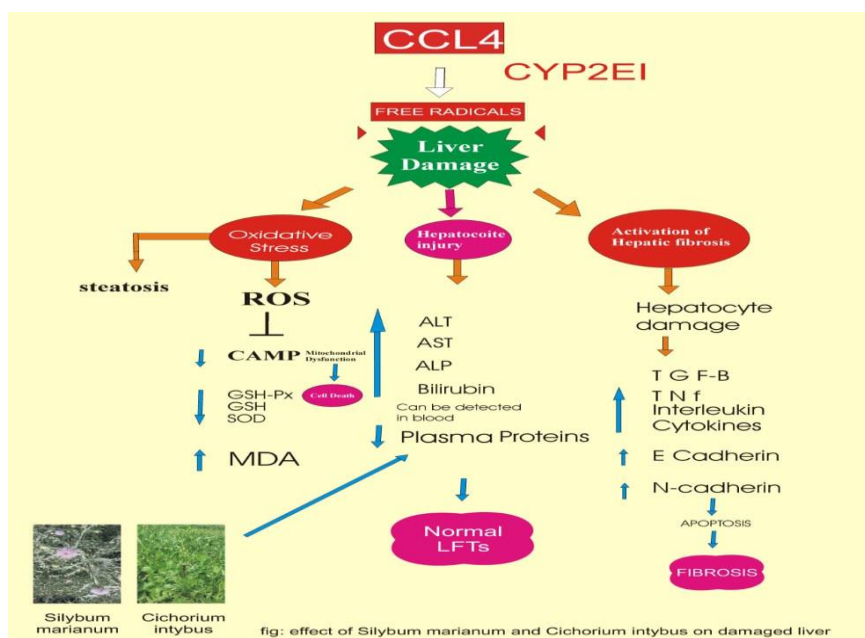 CCL4
CYP2EI
FREE RADICALS
Liver
Damage
Oxidative
Stress
steatosis
ROS
CAMP
Mitochondrial
Dysfunction
Cell Death
GSH-Px
GSH
SOD
MDA
Hepatocoite
injury
ALT
AST
ALP
Bilirubin
Can be detected
in blood
Plasma Proteins
Normal
LFTs
Activation of
Hepatic fibrosis
Hepatocyte
damage
T G F-B
T N f
Interleukin
Cytokines
E Cadherin
N-cadherin
APOPTOSIS
FIBROSIS
Silybum
marianum
Cichorium
intybus
fig: effect of Silybum marianum and Cichorium intybus on damaged liver